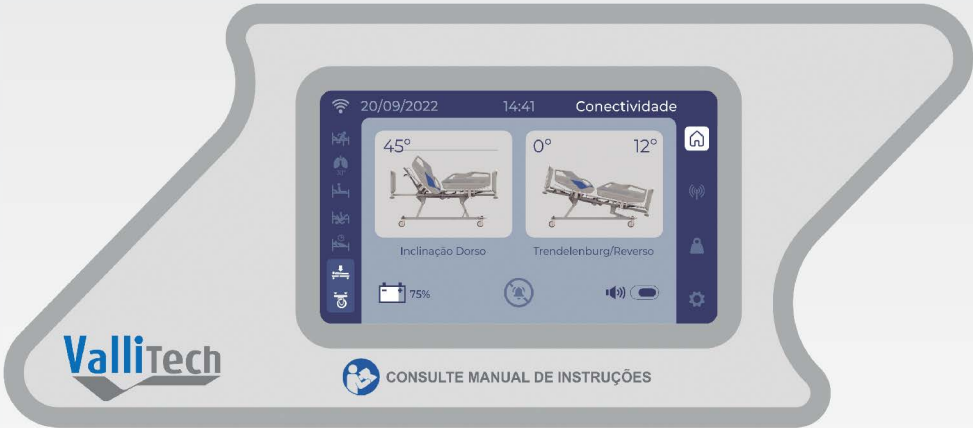 20/09/2022 14:41 Conectividade
45° 0° 12°
Inclinação Dorso Trendelenburg/Reverso
75%
ValliTech
CONSULTE MANUAL DE INSTRUÇÕES